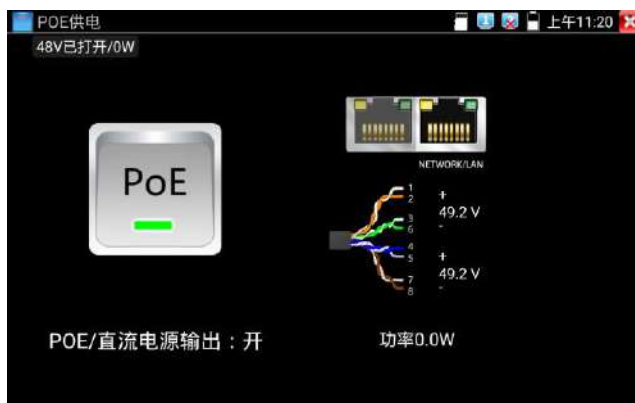 POE供电
上午11:20
48V已打开/0W
PoE
NETWORK/LAN
1
2
+
49.2 V
3
6
-
4
5
+
49.2 V
7
8
-
POE/直流电源输出：开
功率0.0W